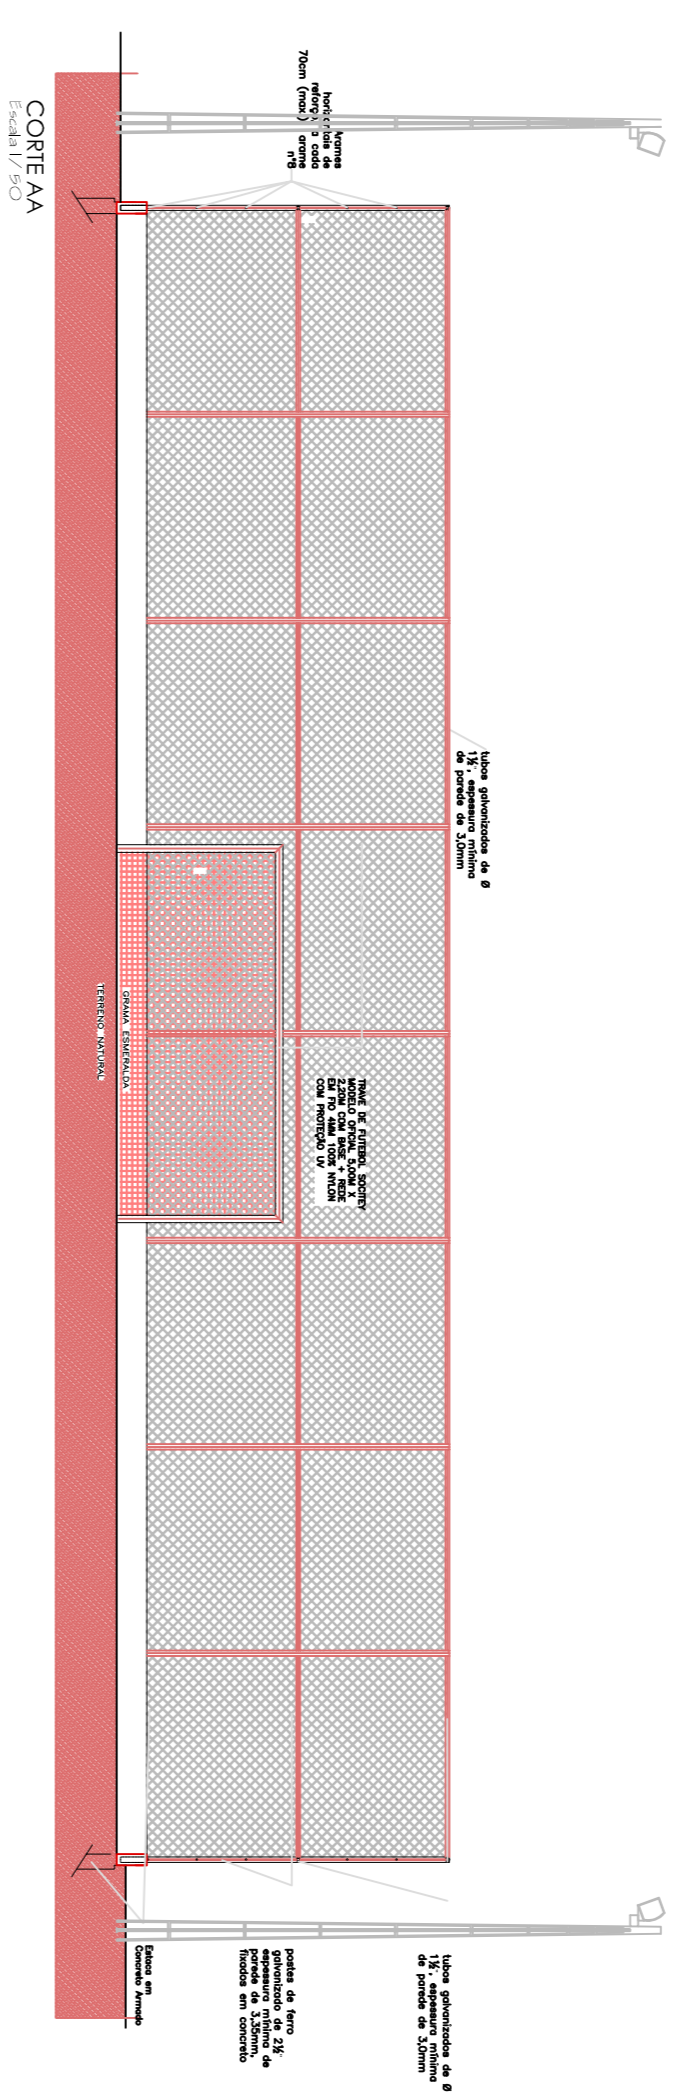 Arames
horizontais de
reforço a cada
70cm (max.) arame
nº8
tubos galvanizados de Ø
1½", espessura mínima
de parede de 3,0mm
TRAVE DE FUTEBOL SOCITEY
MODELO OFICIAL 5,00M X
2,20M COM BASE + REDE
EM FIO 4MM 100% NYLON
COM PROTEÇÃO UV
GRAMA ESMERALDA
TERRENO NATURAL
tubos galvanizados de Ø
1½", espessura mínima
de parede de 3,0mm
postes de ferro
galvanizado de 2½"
espessura mínima de
parede de 3,35mm,
fixados em concreto
Estaca em
Concreto Armado
CORTE AA
Escala 1/50